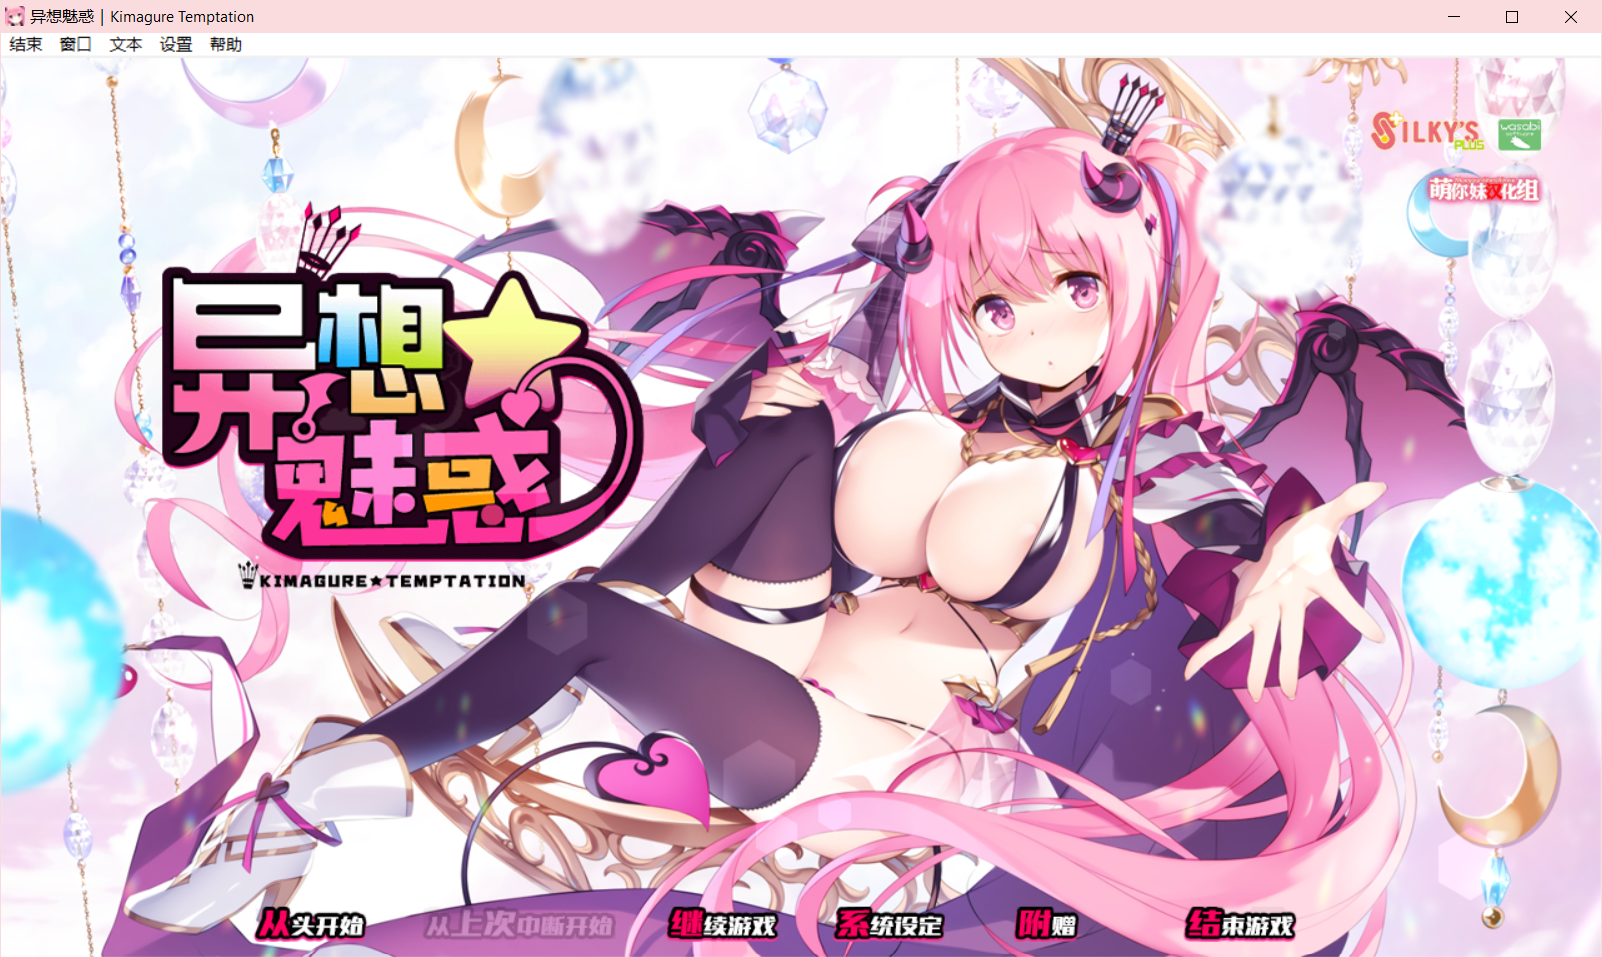 异想魅惑 | Kimagure Temptation
结束 窗口 文本 设置 帮助
SILKY'S PLUS
wasabi software
萌你妹汉化组
异想
魅惑
KIMAGURE★TEMPTATION
从头开始 从上次中断开始 继续游戏 系统设定 附赠 结束游戏